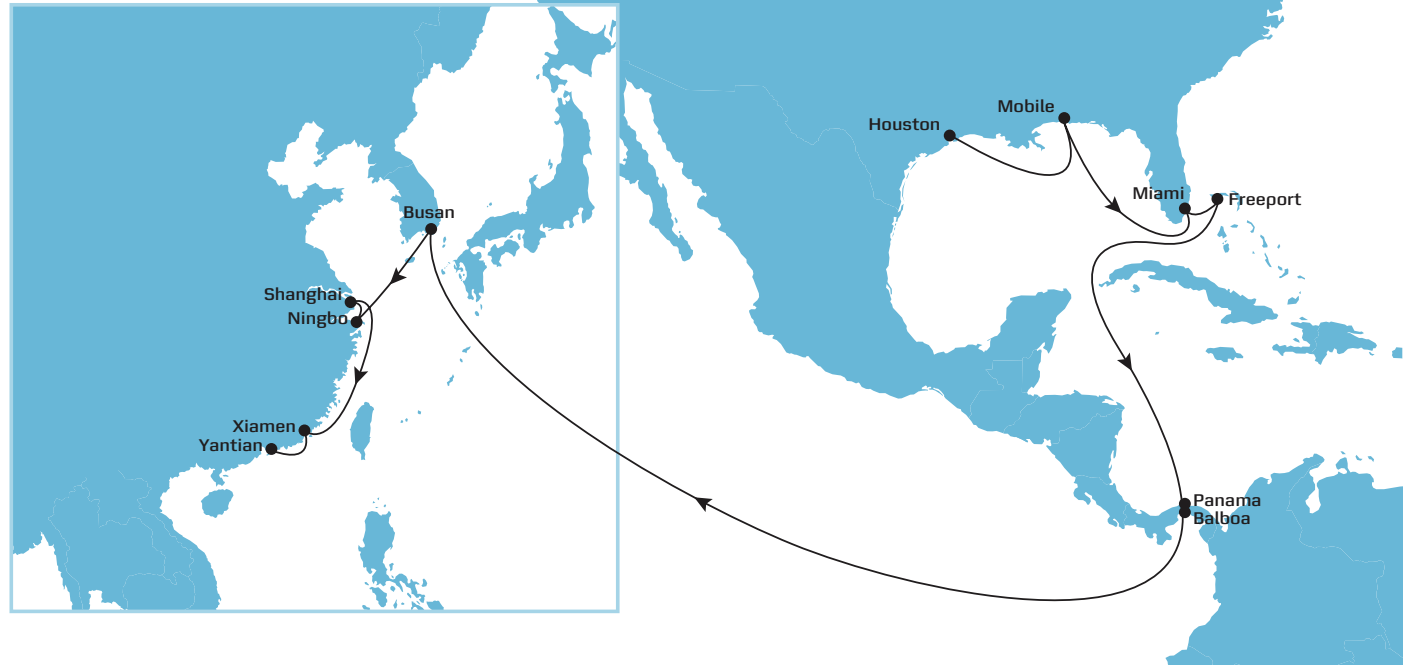 Mobile
Houston
Miami
Freeport
Busan
Shanghai
Ningbo
Xiamen
Yantian
Panama
Balboa